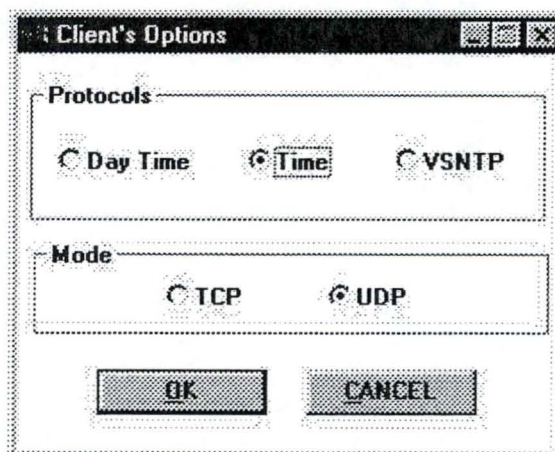 Client's Options
Protocols
Day Time Time VSNTP
Mode
TCP UDP
OK CANCEL